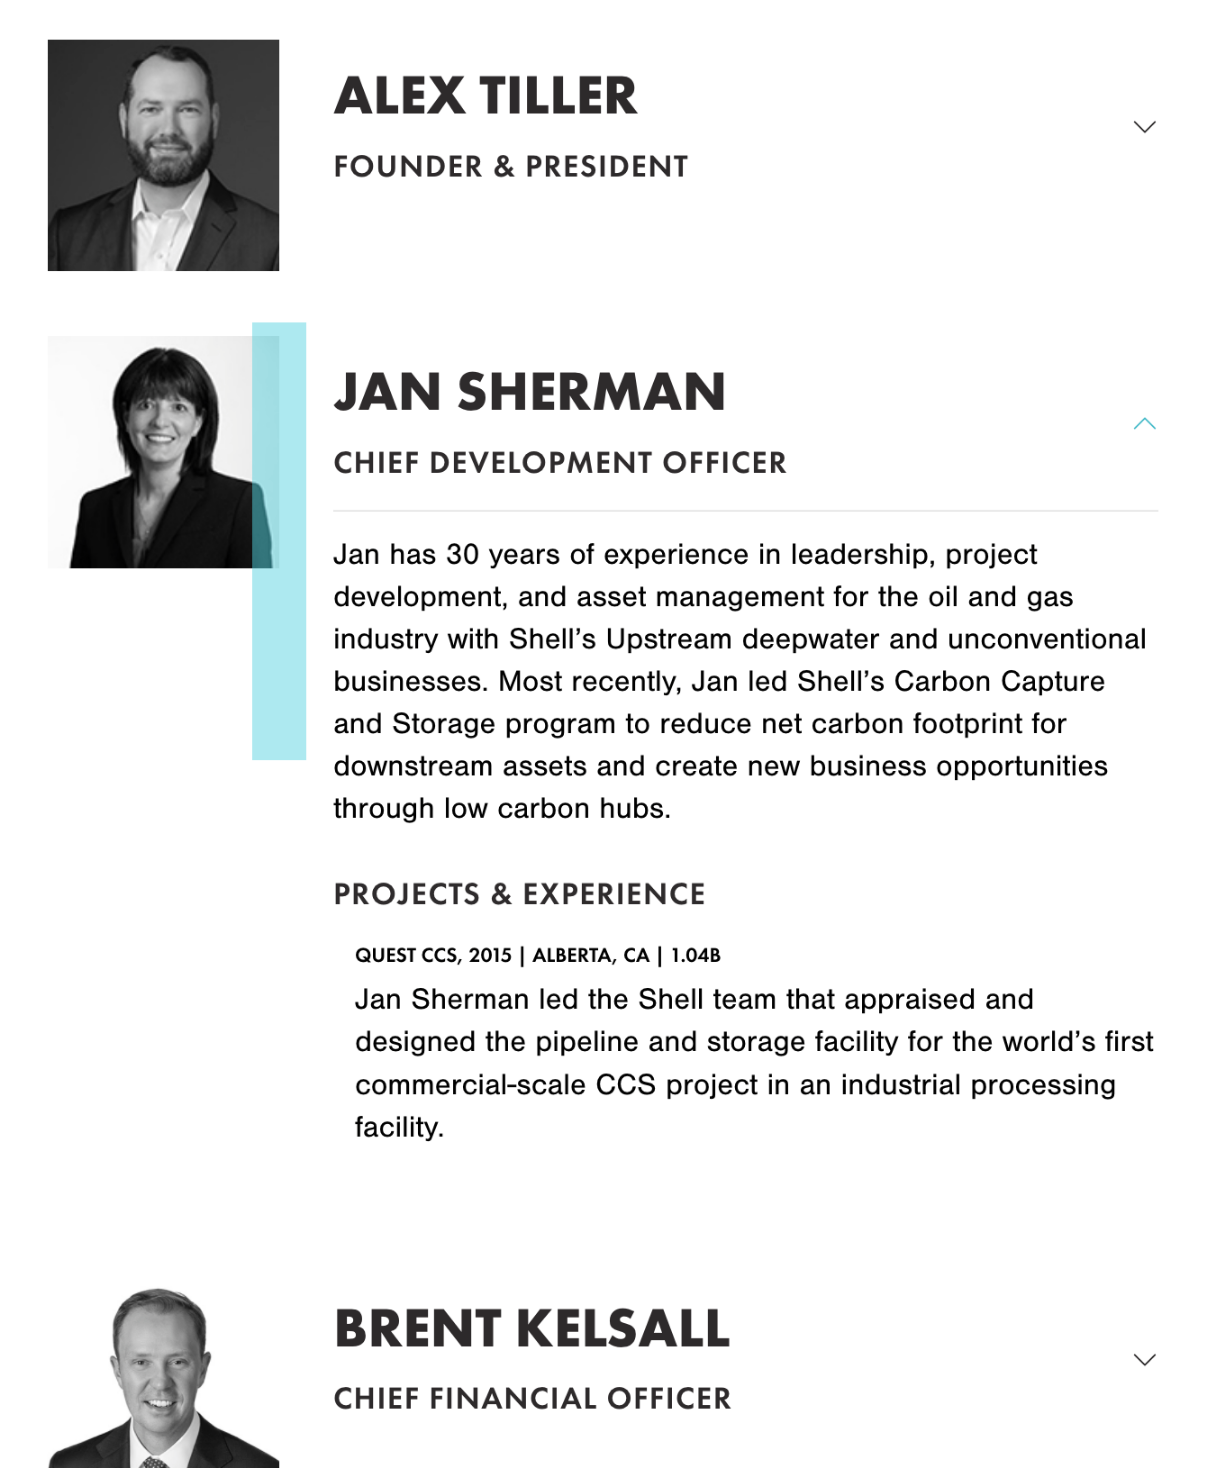 ALEX TILLER
FOUNDER & PRESIDENT
JAN SHERMAN
CHIEF DEVELOPMENT OFFICER
Jan has 30 years of experience in leadership, project
development, and asset management for the oil and gas
industry with Shell’s Upstream deepwater and unconventional
businesses. Most recently, Jan led Shell’s Carbon Capture
and Storage program to reduce net carbon footprint for
downstream assets and create new business opportunities
through low carbon hubs.
PROJECTS & EXPERIENCE
QUEST CCS, 2015 | ALBERTA, CA | 1.04B
Jan Sherman led the Shell team that appraised and
designed the pipeline and storage facility for the world’s first
commercial-scale CCS project in an industrial processing
facility.
BRENT KELSALL
CHIEF FINANCIAL OFFICER